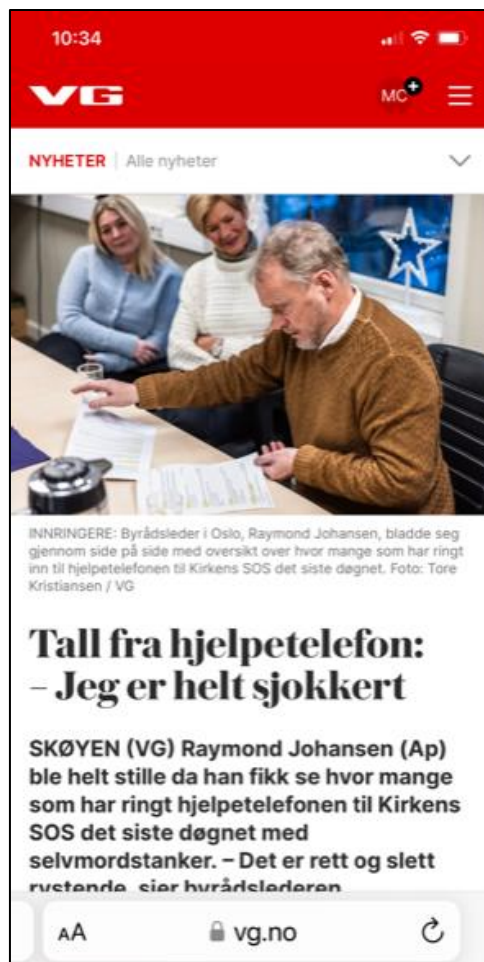 10:34
VG
MC
NYHETER | Alle nyheter
INNRINGERE: Byrådsleder i Oslo, Raymond Johansen, bladde seg
gjennom side på side med oversikt over hvor mange som har ringt
inn til hjelpetelefonen til Kirkens SOS det siste døgnet. Foto: Tore
Kristiansen / VG
Tall fra hjelpetelefon:
– Jeg er helt sjokkert
SKØYEN (VG) Raymond Johansen (Ap)
ble helt stille da han fikk se hvor mange
som har ringt hjelpetelefonen til Kirkens
SOS det siste døgnet med
selvmordstanker. – Det er rett og slett
rystende, sier byrådslederen
AA vg.no